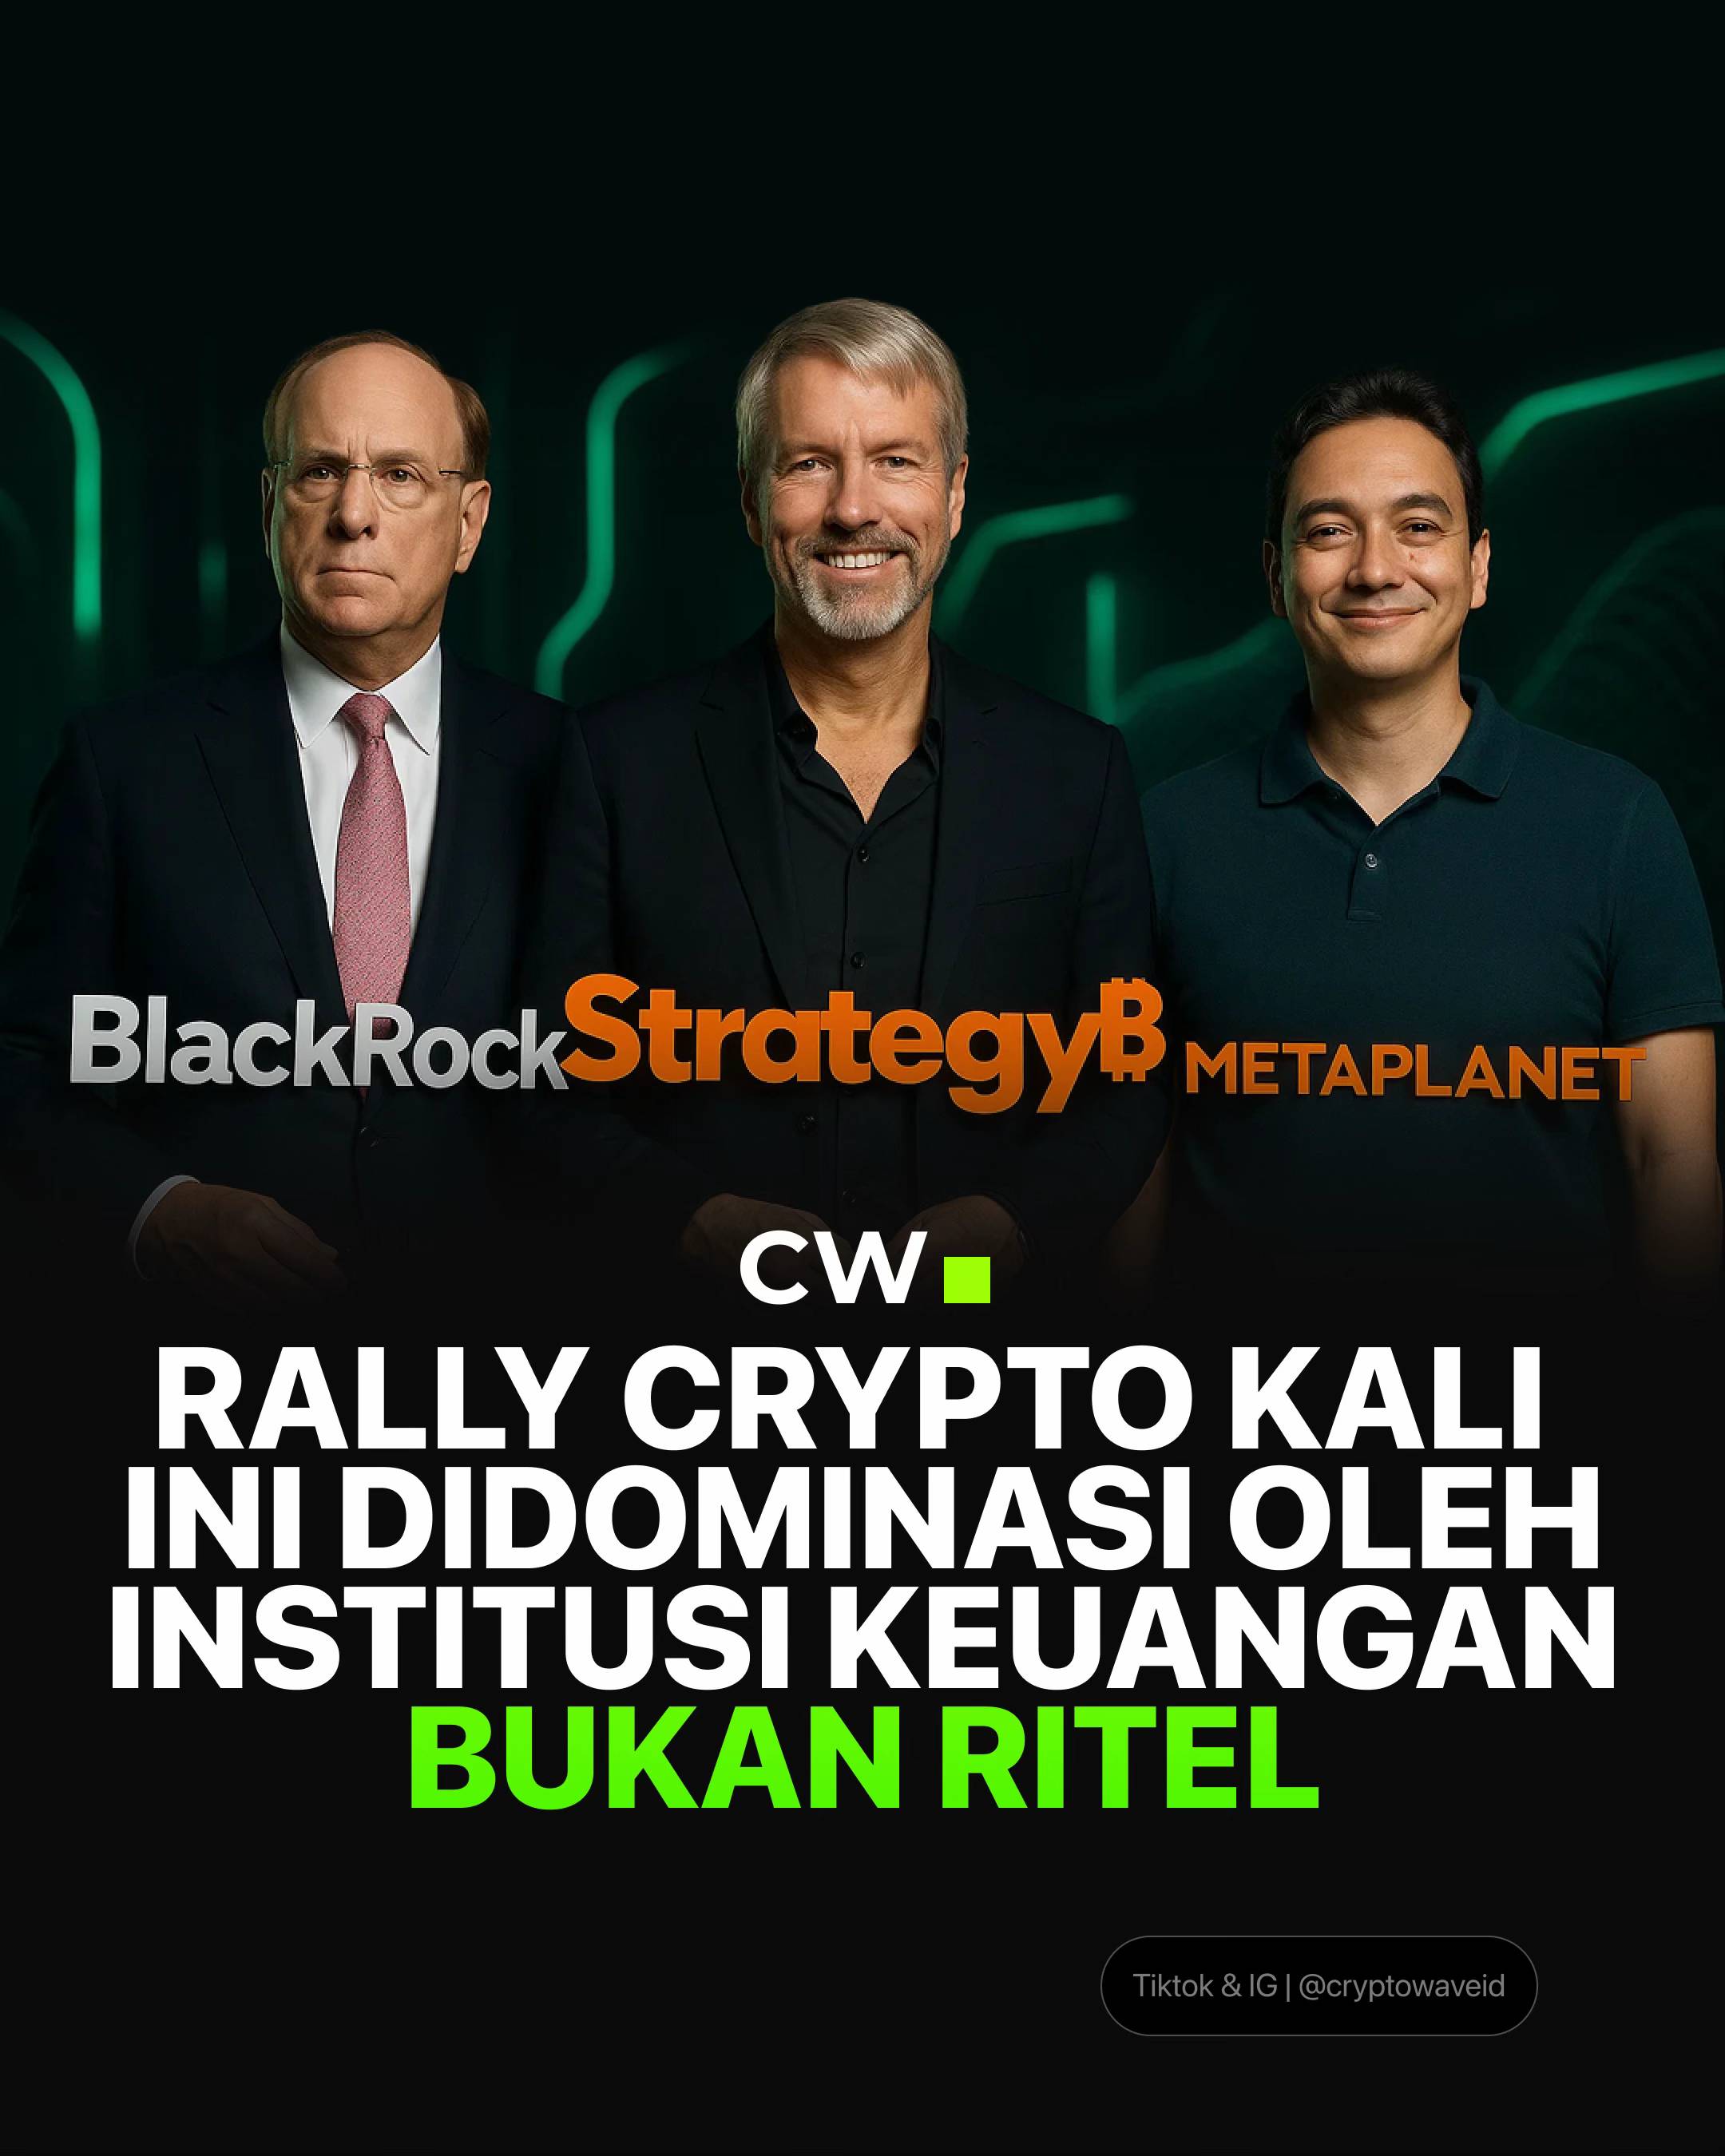 BlackRock
Strategy₿
METAPLANET
CW
RALLY CRYPTO KALI
INI DIDOMINASI OLEH
INSTITUSI KEUANGAN
BUKAN RITEL
Tiktok & IG | @cryptowaveid